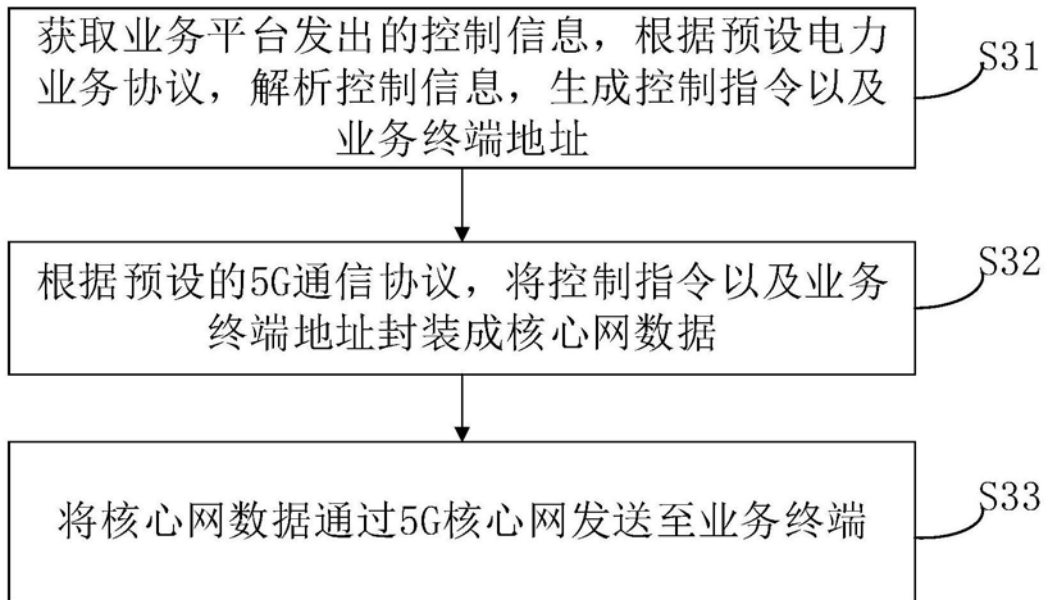 获取业务平台发出的控制信息，根据预设电力
业务协议，解析控制信息，生成控制指令以及
业务终端地址
S31
根据预设的5G通信协议，将控制指令以及业务
终端地址封装成核心网数据
S32
将核心网数据通过5G核心网发送至业务终端
S33